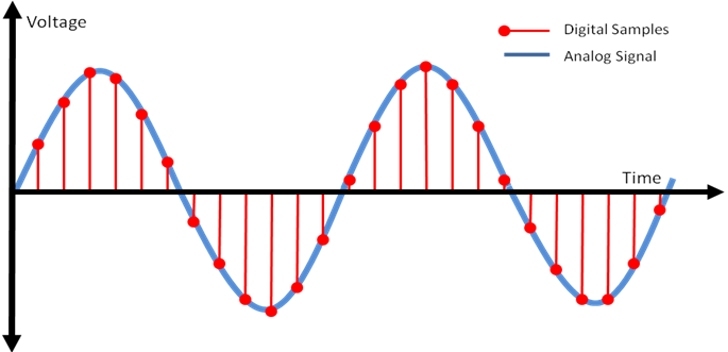 Voltage
Digital Samples
Analog Signal
Time